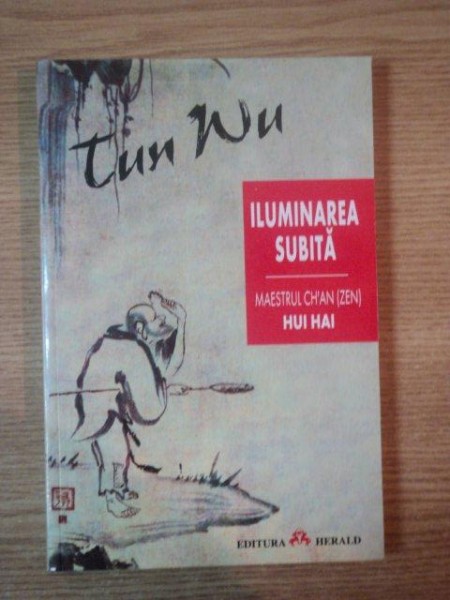 Tun Wu
ILUMINAREA
SUBITĂ
MAESTRUL CH'AN (ZEN)
HUI HAI
EDITURA HERALD